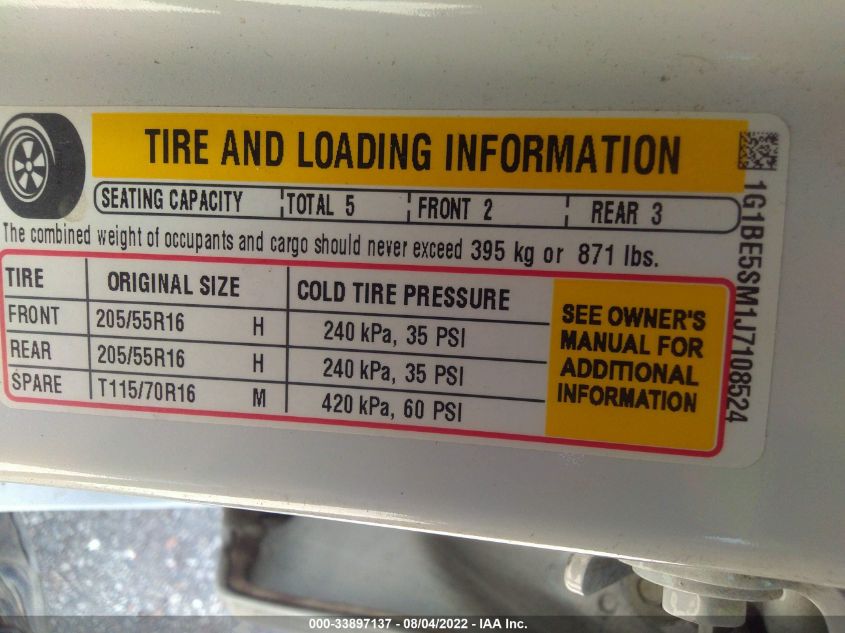 TIRE AND LOADING INFORMATION
SEATING CAPACITY TOTAL 5 FRONT 2 REAR 3
The combined weight of occupants and cargo should never exceed 395 kg or 871 lbs.
TIRE ORIGINAL SIZE COLD TIRE PRESSURE
FRONT 205/55R16 H 240 kPa, 35 PSI
REAR 205/55R16 H 240 kPa, 35 PSI
SPARE T115/70R16 M 420 kPa, 60 PSI
SEE OWNER'S
MANUAL FOR
ADDITIONAL
INFORMATION
1G1BE5SM1J7108524
000-33897137 - 08/04/2022 - IAA Inc.